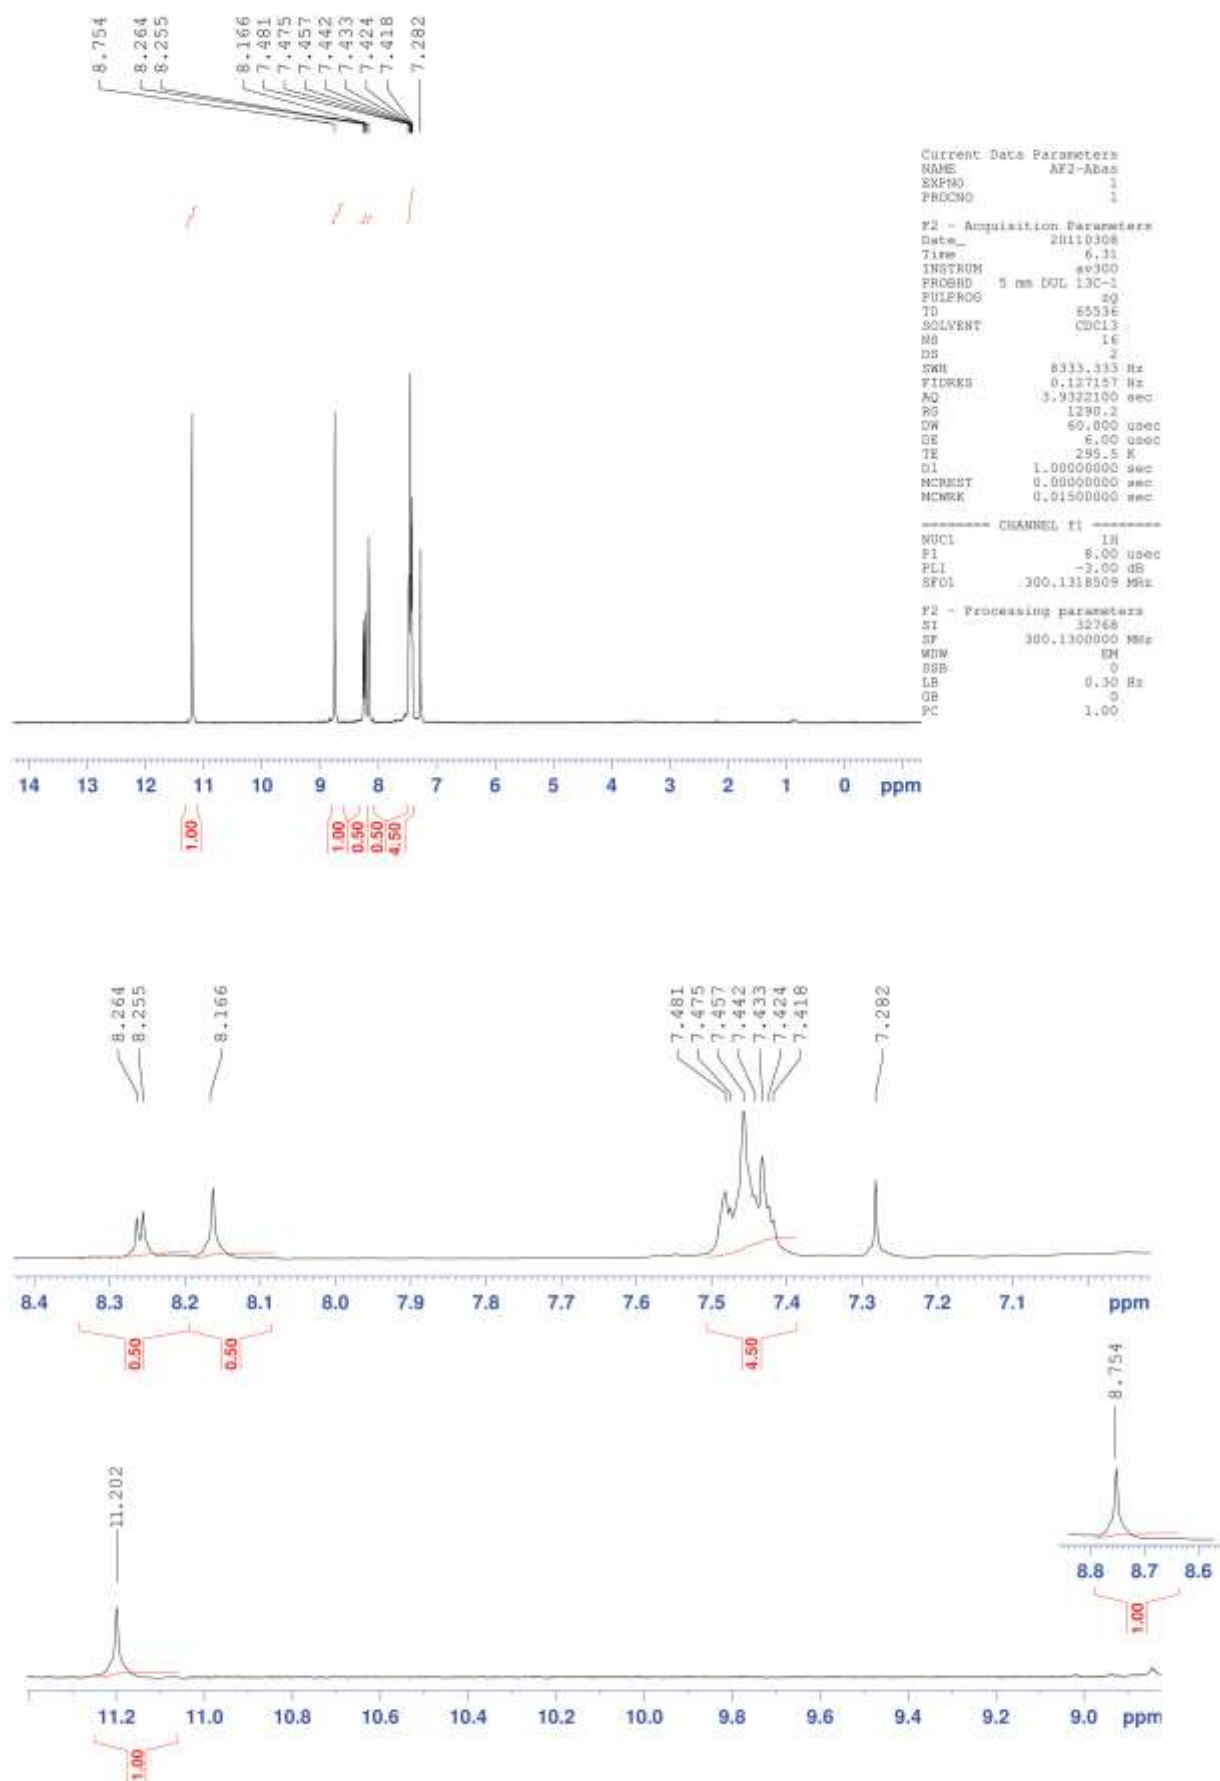 8.754
8.264
8.255
8.166
7.481
7.475
7.457
7.442
7.433
7.424
7.418
7.282
Current Data Parameters
NAME AF2-Abas
EXPNO 1
PROCNO 1
F2 - Acquisition Parameters
Date_ 20110308
Time 6.31
INSTRUM av300
PROBHD 5 mm DUL 13C-1
PULPROG zg
TD 65536
SOLVENT CDCl3
NS 16
DS 2
SWH 8333.333 Hz
FIDRES 0.127157 Hz
AQ 3.9322100 sec
RG 1290.2
DW 60.000 usec
DE 6.00 usec
TE 295.5 K
D1 1.00000000 sec
MCREST 0.00000000 sec
MCWRK 0.01500000 sec
======== CHANNEL f1 ========
NUC1 1H
P1 8.00 usec
PL1 -3.00 dB
SFO1 300.1318509 MHz
F2 - Processing parameters
SI 32768
SF 300.1300000 MHz
WDW EM
SSB 0
LB 0.30 Hz
GB 0
PC 1.00
14 13 12 11 10 9 8 7 6 5 4 3 2 1 0 ppm
1.00 1.00 0.50 0.50 4.50
8.264
8.255
8.166
7.481
7.475
7.457
7.442
7.433
7.424
7.418
7.282
8.4 8.3 8.2 8.1 8.0 7.9 7.8 7.7 7.6 7.5 7.4 7.3 7.2 7.1 ppm
0.50 0.50 4.50
8.754
8.8 8.7 8.6
1.00
11.202
11.2 11.0 10.8 10.6 10.4 10.2 10.0 9.8 9.6 9.4 9.2 9.0 ppm
1.00